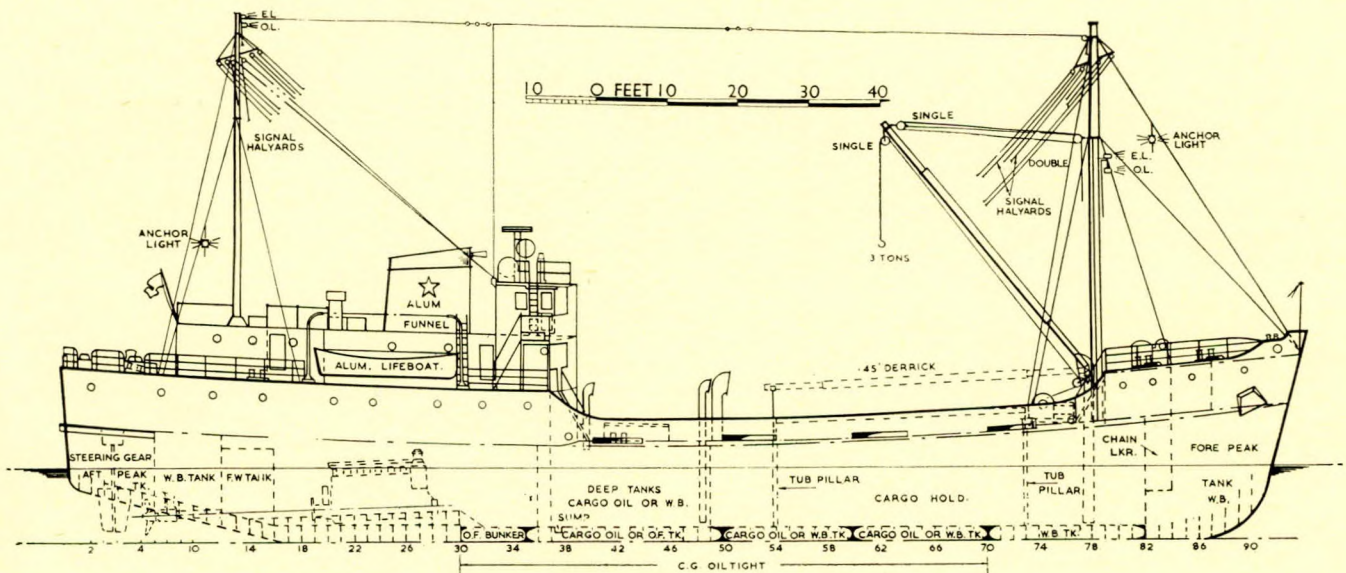 E.L.
O.L.
10 0 FEET 10 20 30 40
SIGNAL
HALYARDS
SINGLE
SINGLE
DOUBLE
E.L.
O.L.
ANCHOR
LIGHT
SIGNAL
HALYARDS
3 TONS
ANCHOR
LIGHT
ALUM
FUNNEL
ALUM. LIFEBOAT.
45' DERRICK
STEERING GEAR
AFT PEAK
TK.
W.B. TANK
F.W TANK
DEEP TANKS
CARGO OIL OR W.B.
SUMP
TUB PILLAR
CARGO HOLD.
TUB
PILLAR
CHAIN
LKR.
FORE PEAK
TANK
W.B.
O.F. BUNKER
CARGO OIL OR O.F. TK.
CARGO OIL OR W.B. TK.
CARGO OIL OR W.B. TK.
W.B. TK.
2 6 10 14 18 22 26 30 34 38 42 46 50 54 58 62 66 70 74 78 82 86 90
C.G. OILTIGHT